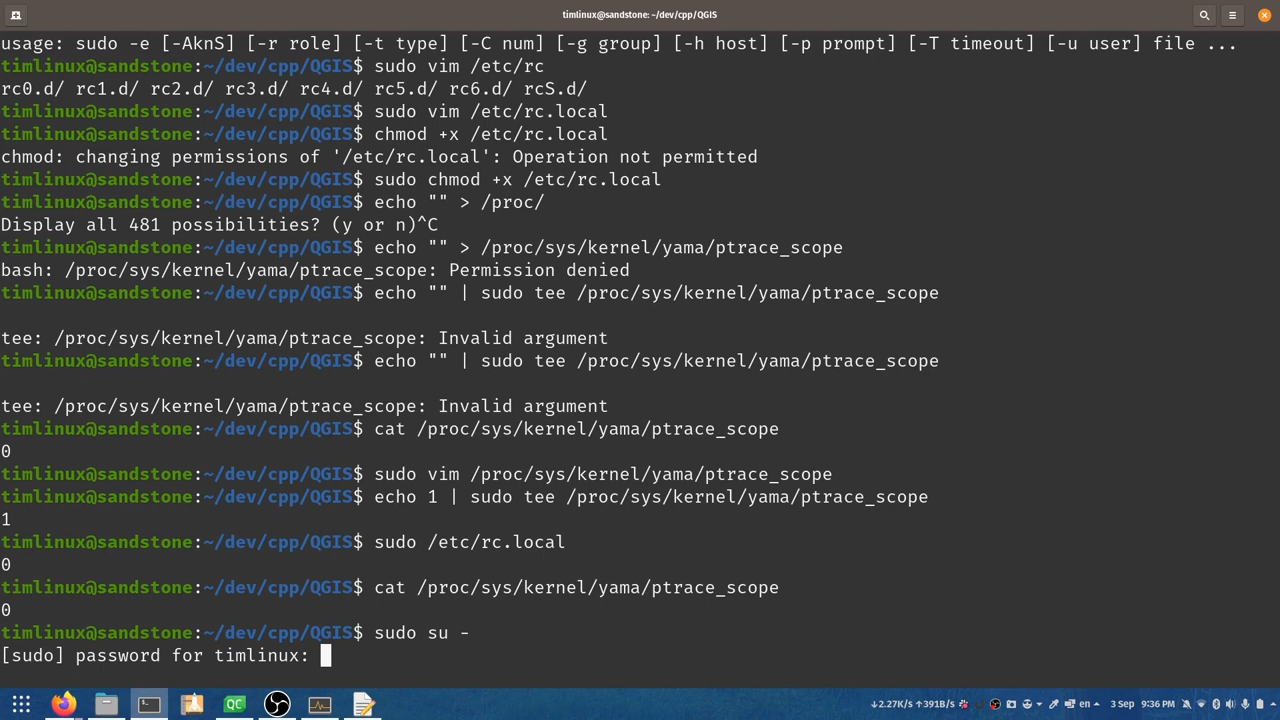 timlinux@sandstone: ~/dev/cpp/QGIS
usage: sudo -e [-AknS] [-r role] [-t type] [-C num] [-g group] [-h host] [-p prompt] [-T timeout] [-u user] file ...
timlinux@sandstone:~/dev/cpp/QGIS$ sudo vim /etc/rc
rc0.d/ rc1.d/ rc2.d/ rc3.d/ rc4.d/ rc5.d/ rc6.d/ rcS.d/
timlinux@sandstone:~/dev/cpp/QGIS$ sudo vim /etc/rc.local
timlinux@sandstone:~/dev/cpp/QGIS$ chmod +x /etc/rc.local
chmod: changing permissions of '/etc/rc.local': Operation not permitted
timlinux@sandstone:~/dev/cpp/QGIS$ sudo chmod +x /etc/rc.local
timlinux@sandstone:~/dev/cpp/QGIS$ echo "" > /proc/
Display all 481 possibilities? (y or n)^C
timlinux@sandstone:~/dev/cpp/QGIS$ echo "" > /proc/sys/kernel/yama/ptrace_scope
bash: /proc/sys/kernel/yama/ptrace_scope: Permission denied
timlinux@sandstone:~/dev/cpp/QGIS$ echo "" | sudo tee /proc/sys/kernel/yama/ptrace_scope
tee: /proc/sys/kernel/yama/ptrace_scope: Invalid argument
timlinux@sandstone:~/dev/cpp/QGIS$ echo "" | sudo tee /proc/sys/kernel/yama/ptrace_scope
tee: /proc/sys/kernel/yama/ptrace_scope: Invalid argument
timlinux@sandstone:~/dev/cpp/QGIS$ cat /proc/sys/kernel/yama/ptrace_scope
0
timlinux@sandstone:~/dev/cpp/QGIS$ sudo vim /proc/sys/kernel/yama/ptrace_scope
timlinux@sandstone:~/dev/cpp/QGIS$ echo 1 | sudo tee /proc/sys/kernel/yama/ptrace_scope
1
timlinux@sandstone:~/dev/cpp/QGIS$ sudo /etc/rc.local
0
timlinux@sandstone:~/dev/cpp/QGIS$ cat /proc/sys/kernel/yama/ptrace_scope
0
timlinux@sandstone:~/dev/cpp/QGIS$ sudo su -
[sudo] password for timlinux:
QC ↓2.27K/s ↑391B/s en 3 Sep 9:36 PM